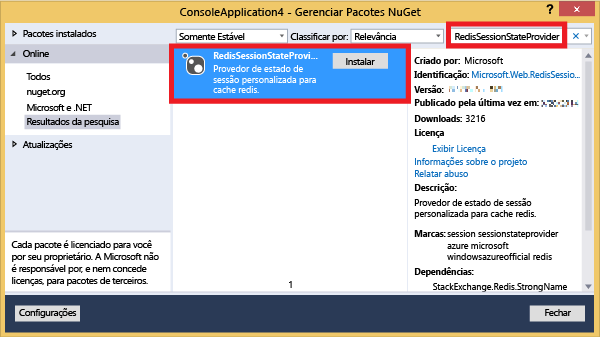 ConsoleApplication4 - Gerenciar Pacotes NuGet
Pacotes instalados
Online
Todos
nuget.org
Microsoft e .NET
Resultados da pesquisa
Atualizações
Cada pacote é licenciado para você
por seu proprietário. A Microsoft não
é responsável por, e nem concede
licenças, para pacotes de terceiros.
Somente Estável
Classificar por:
Relevância
RedisSessionStateProvi...
Instalar
Provedor de estado de
sessão personalizada para
cache redis.
1
RedisSessionStateProvider
Criado por: Microsoft
Identificação: Microsoft.Web.RedisSessio...
Versão:
Publicado pela última vez em:
Downloads: 3216
Licença
Exibir Licença
Informações sobre o projeto
Relatar abuso
Descrição:
Provedor de estado de sessão
personalizada para cache redis.
Marcas: session sessionstateprovider
azure microsoft
windowsazureofficial redis
Dependências:
StackExchange.Redis.StrongName
Configurações
Fechar